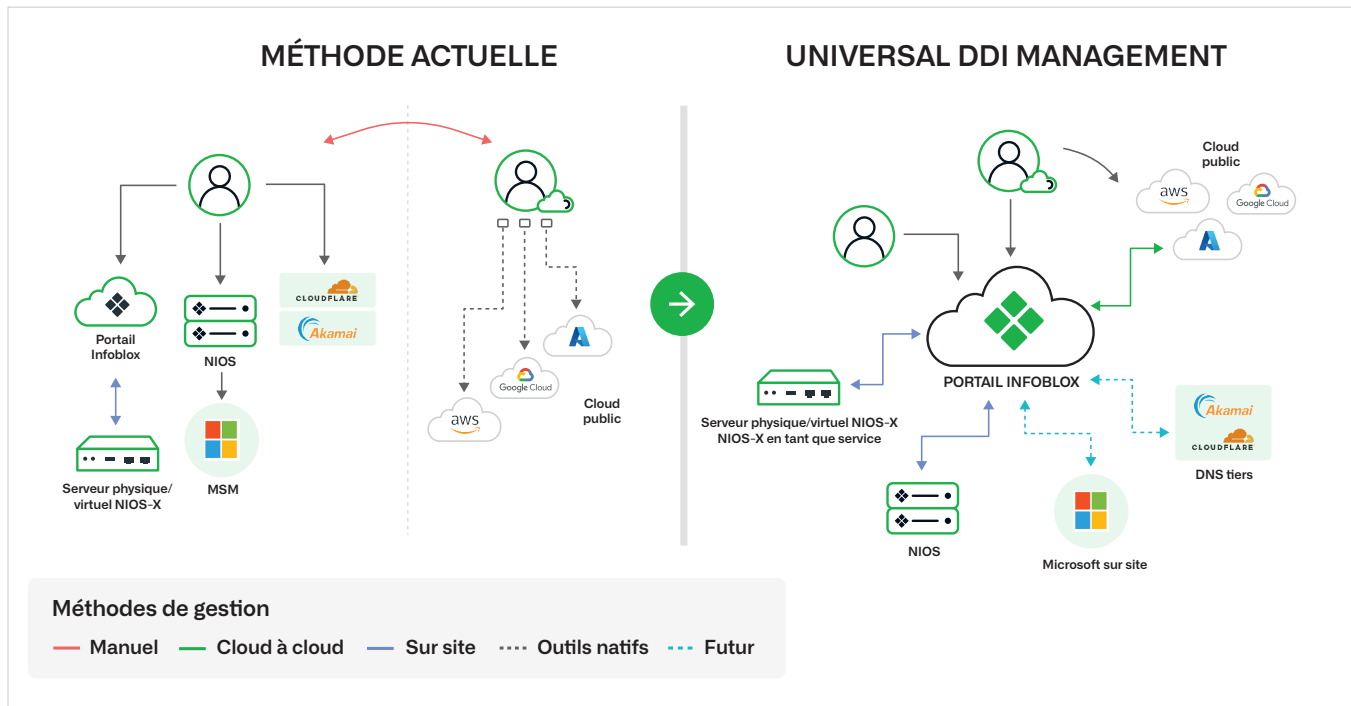 MÉTHODE ACTUELLE
Portail
Infoblox
NIOS
CLOUDFLARE
Akamai
Serveur physique/
virtuel NIOS-X
MSM
aws
Google Cloud
Cloud
public
UNIVERSAL DDI MANAGEMENT
Cloud
public
aws
Google Cloud
PORTAIL INFOBLOX
Serveur physique/virtuel NIOS-X
NIOS-X en tant que service
NIOS
Microsoft sur site
Akamai
CLOUDFLARE
DNS tiers
Méthodes de gestion
Manuel
Cloud à cloud
Sur site
Outils natifs
Futur